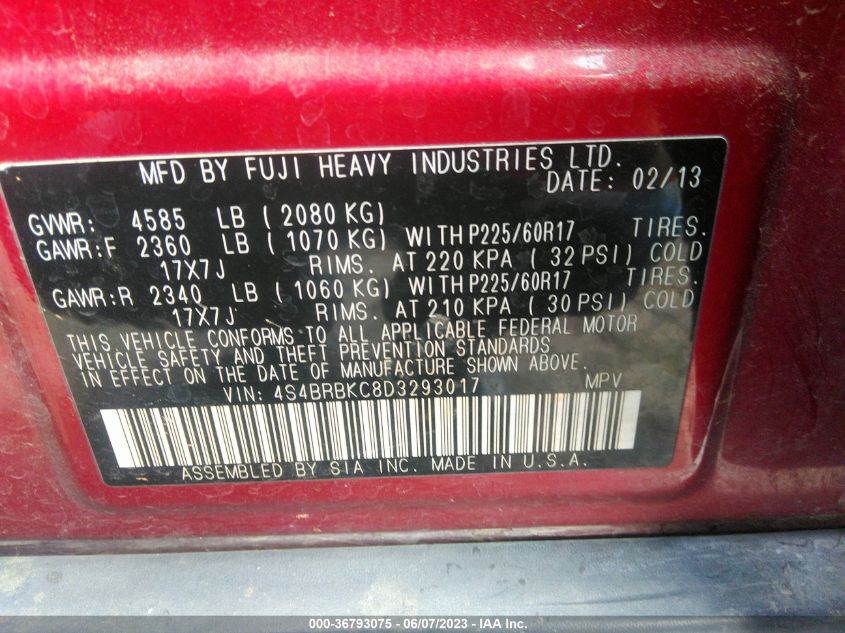 MFD BY FUJI HEAVY INDUSTRIES LTD.
DATE: 02/13
GVWR: 4585 LB ( 2080 KG)
GAWR:F 2360 LB ( 1070 KG) WITH P225/60R17 TIRES.
17X7J RIMS. AT 220 KPA ( 32 PSI) COLD
GAWR:R 2340 LB ( 1060 KG) WITH P225/60R17 TIRES.
17X7J RIMS. AT 210 KPA ( 30 PSI) COLD
THIS VEHICLE CONFORMS TO ALL APPLICABLE FEDERAL MOTOR
VEHICLE SAFETY AND THEFT PREVENTION STANDARDS
IN EFFECT ON THE DATE OF MANUFACTURE SHOWN ABOVE.
VIN: 4S4BRBKC8D3293017 MPV
ASSEMBLED BY SIA INC. MADE IN U.S.A.
000-36793075 - 06/07/2023 - IAA Inc.